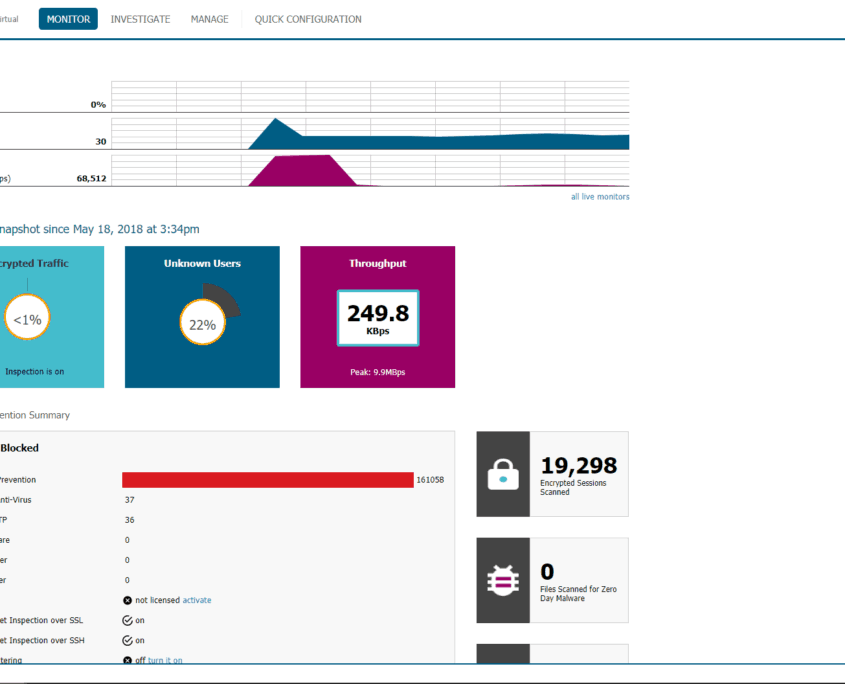 irtual MONITOR INVESTIGATE MANAGE QUICK CONFIGURATION
0%
30
ps) 68,512
all live monitors
napshot since May 18, 2018 at 3:34pm
crypted Traffic
<1%
Inspection is on
Unknown Users
22%
Throughput
249.8
KBps
Peak: 9.9MBps
ention Summary
Blocked
Prevention 161058
nti-Virus 37
TP 36
are 0
er 0
er 0
not licensed activate
et Inspection over SSL on
et Inspection over SSH on
tering off turn it on
19,298
Encrypted Sessions
Scanned
0
Files Scanned for Zero
Day Malware